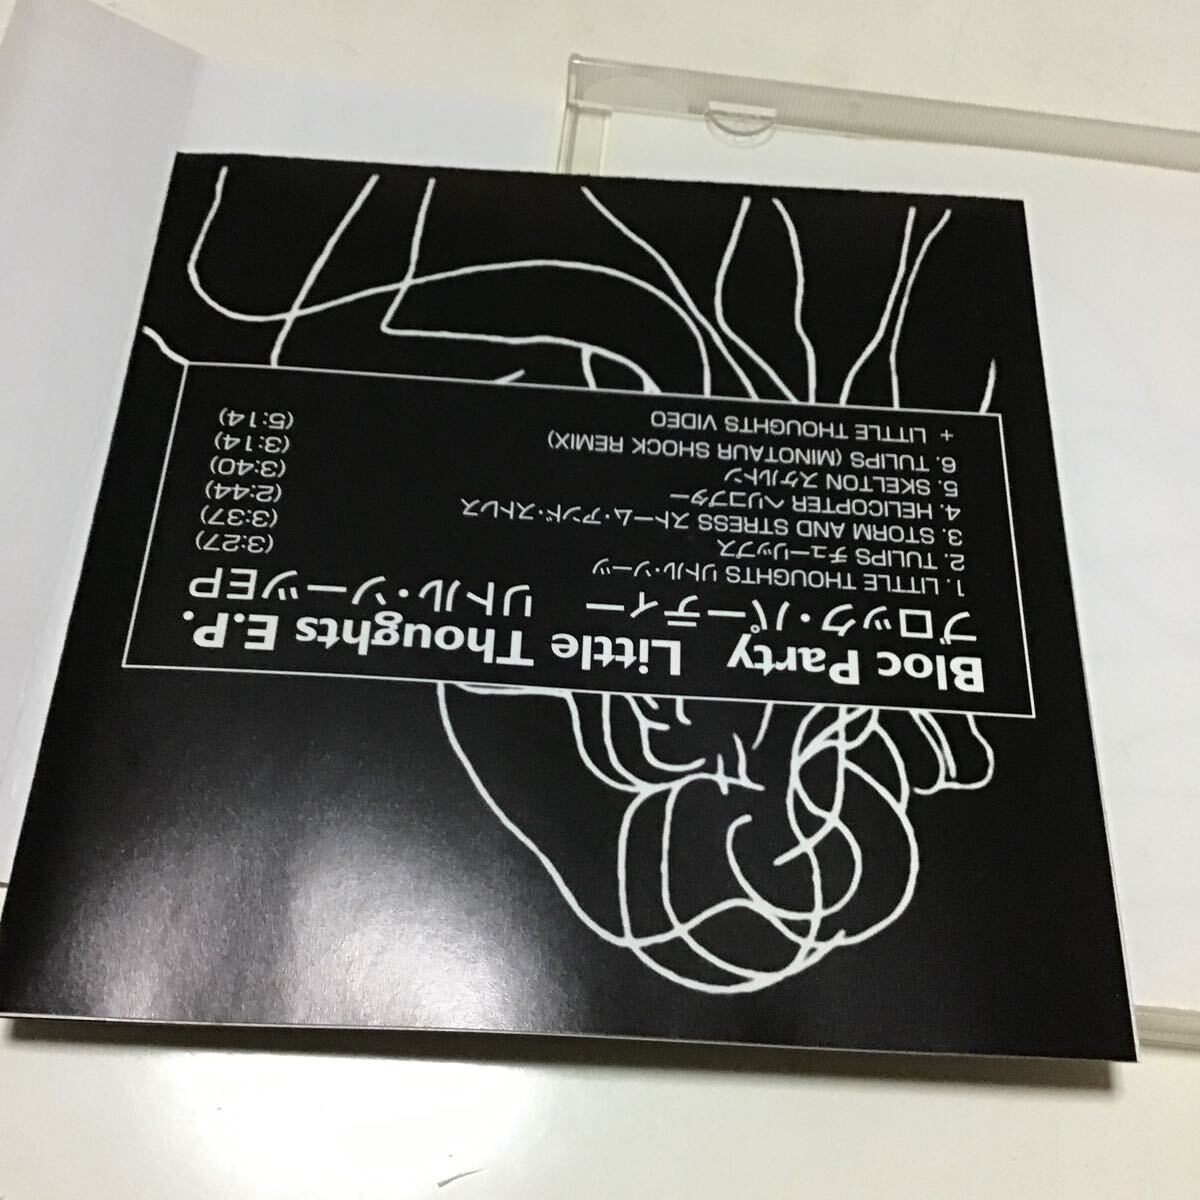 Bloc Party Little Thoughts E.P.
ブロック・パーティー リトル・ソーツEP
1. LITTLE THOUGHTS リトル・ソーツ (3:27)
2. TULIPS チューリップス (3:37)
3. STORM AND STRESS ストーム・アンド・ストレス (2:44)
4. HELICOPTER ヘリコプター (3:40)
5. SKELTON スケルトン (3:14)
6. TULIPS (MINOTAUR SHOCK REMIX) (5:14)
+ LITTLE THOUGHTS VIDEO